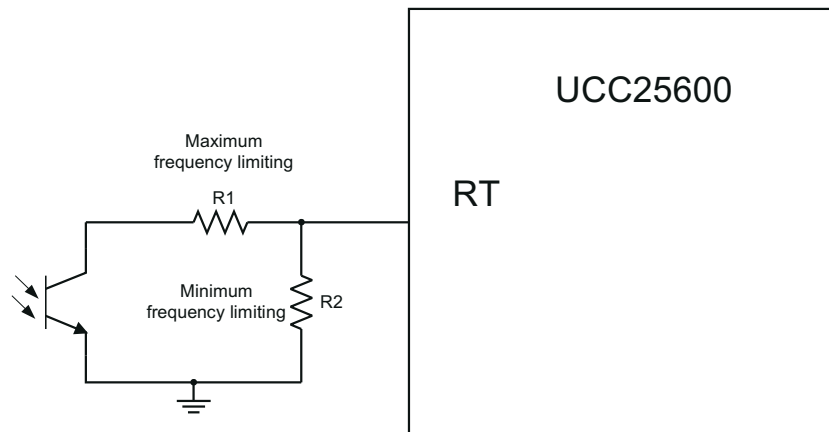 UCC25600
Maximum
frequency limiting
R1
RT
Minimum
frequency limiting
R2